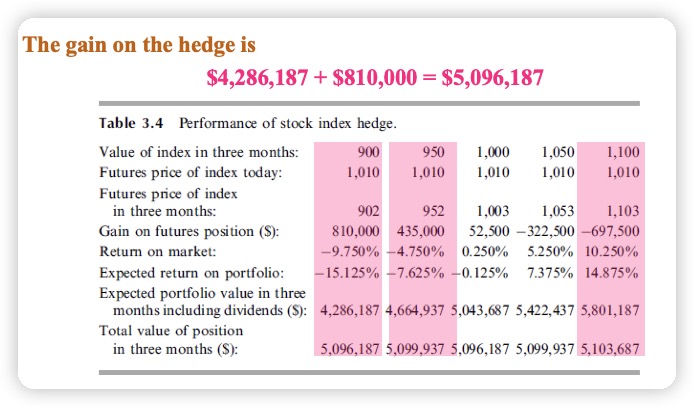 The gain on the hedge is
$4,286,187 + $810,000 = $5,096,187
Table 3.4 Performance of stock index hedge.
Value of index in three months: 900 950 1,000 1,050 1,100
Futures price of index today: 1,010 1,010 1,010 1,010 1,010
Futures price of index
in three months: 902 952 1,003 1,053 1,103
Gain on futures position ($): 810,000 435,000 52,500 −322,500 −697,500
Return on market: −9.750% −4.750% 0.250% 5.250% 10.250%
Expected return on portfolio: −15.125% −7.625% −0.125% 7.375% 14.875%
Expected portfolio value in three
months including dividends ($): 4,286,187 4,664,937 5,043,687 5,422,437 5,801,187
Total value of position
in three months ($): 5,096,187 5,099,937 5,096,187 5,099,937 5,103,687